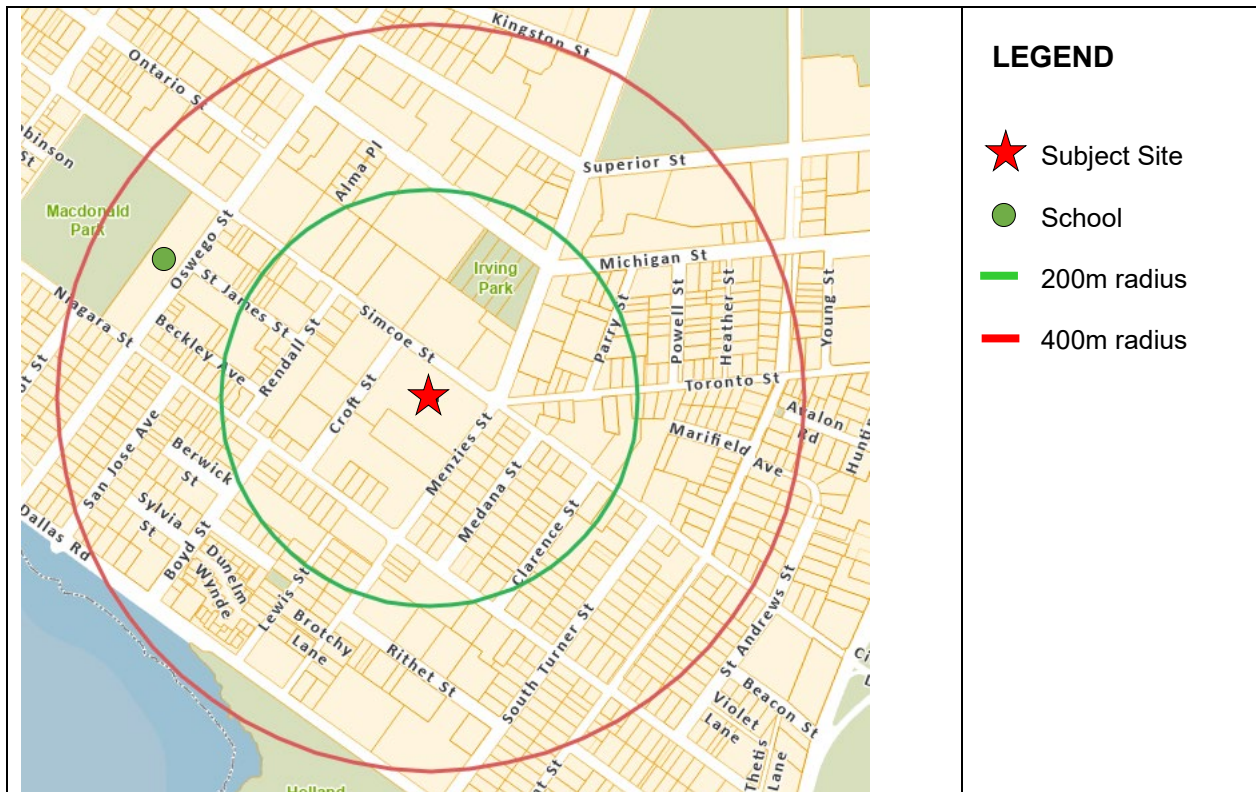 Kingston St
Ontario St
Alma Pl
Superior St
Macdonald
Park
Oswego St
Irving
Park
Michigan St
St James St
Niagara St
Beckley Ave
Rendall St
Simcoe St
Croft St
Parry St
Powell St
Heather St
Young St
Toronto St
Avalon
Rd
Marifield Ave
Menzies St
Medana St
Clarence St
San Jose Ave
Berwick
St
Sylvia
St
Boyd St
Dunelm
Wynde
Dallas Rd
Lewis St
Brotchy
Lane
Rithet St
South Turner St
St Andrews St
Beacon St
Violet
Lane
Thetis
Lane
LEGEND
Subject Site
School
200m radius
400m radius